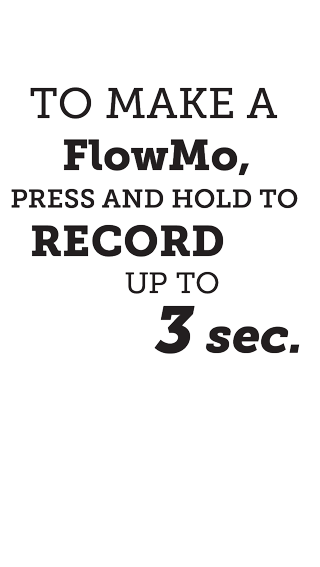 TO MAKE A
FlowMo,
PRESS AND HOLD TO
RECORD
UP TO
3 sec.